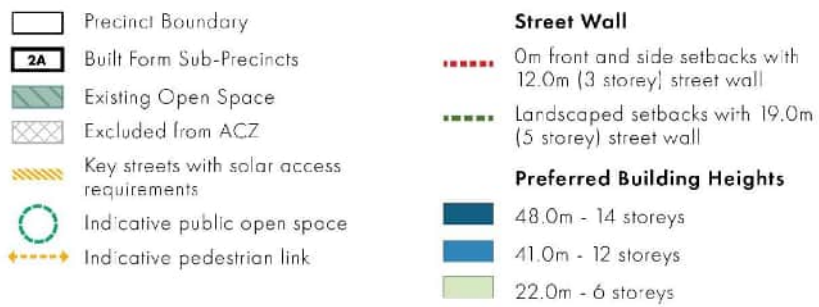 Precinct Boundary
2A Built Form Sub-Precincts
Existing Open Space
Excluded from ACZ
Key streets with solar access
requirements
Indicative public open space
Indicative pedestrian link
Street Wall
0m front and side setbacks with
12.0m (3 storey) street wall
Landscaped setbacks with 19.0m
(5 storey) street wall
Preferred Building Heights
48.0m - 14 storeys
41.0m - 12 storeys
22.0m - 6 storeys